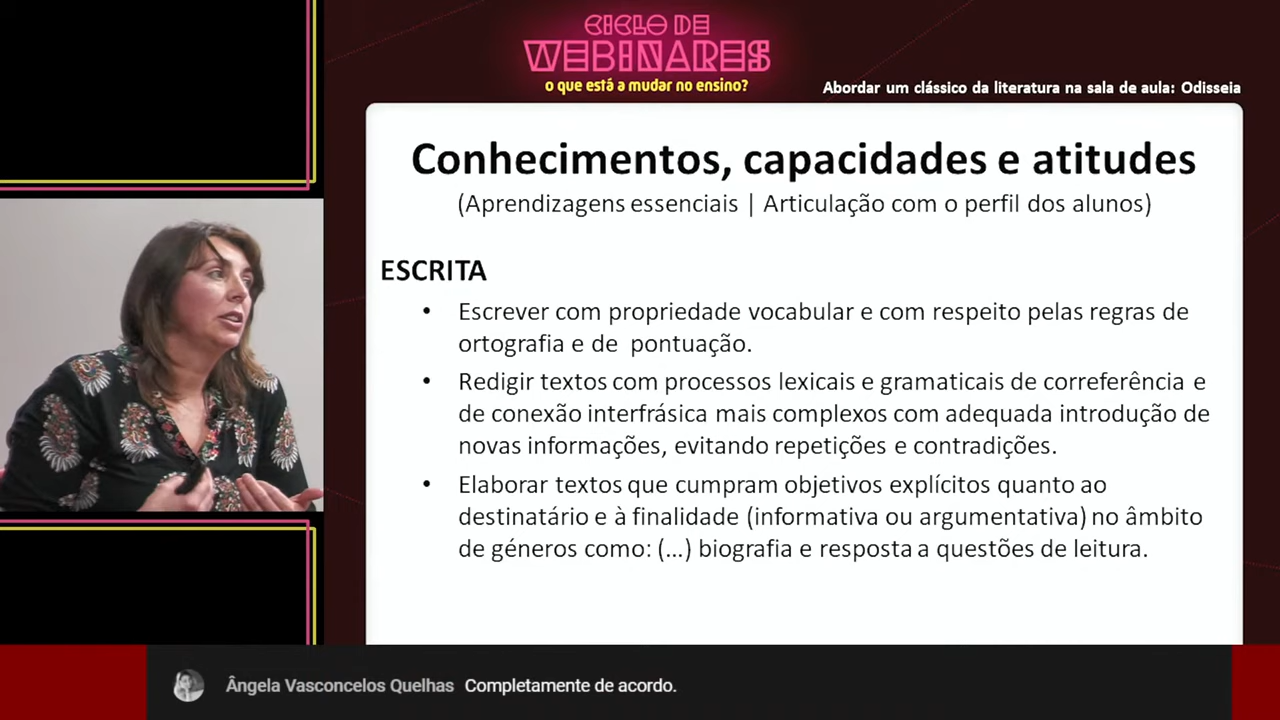 CICLO DE
WEBINARES
o que está a mudar no ensino?
Abordar um clássico da literatura na sala de aula: Odisseia
Conhecimentos, capacidades e atitudes
(Aprendizagens essenciais | Articulação com o perfil dos alunos)
ESCRITA
• Escrever com propriedade vocabular e com respeito pelas regras de
ortografia e de pontuação.
• Redigir textos com processos lexicais e gramaticais de correferência e
de conexão interfrásica mais complexos com adequada introdução de
novas informações, evitando repetições e contradições.
• Elaborar textos que cumpram objetivos explícitos quanto ao
destinatário e à finalidade (informativa ou argumentativa) no âmbito
de géneros como: (...) biografia e resposta a questões de leitura.
Ângela Vasconcelos Quelhas Completamente de acordo.